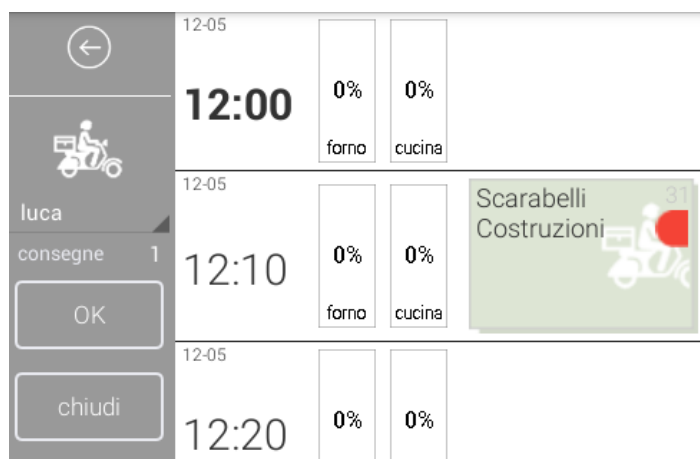 luca
consegne 1
OK
chiudi
12-05
12:00
0% 0%
forno cucina
12-05
12:10
0% 0%
forno cucina
Scarabelli 31
Costruzioni
12-05
12:20
0% 0%